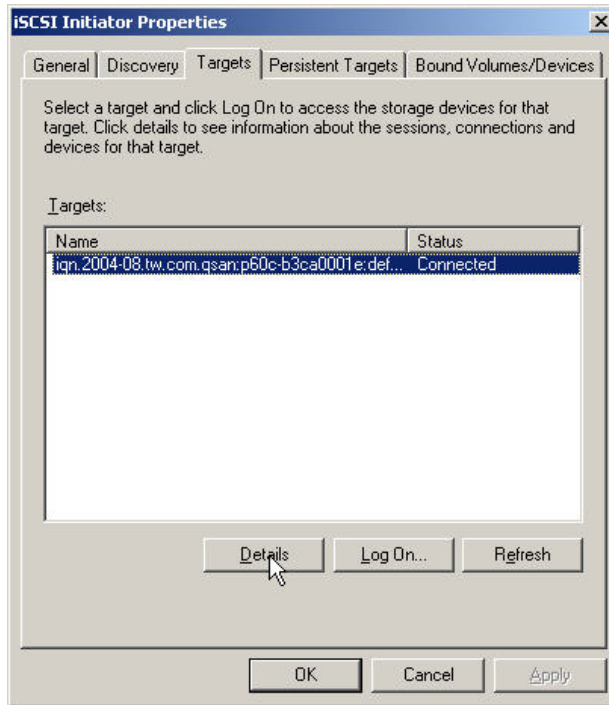 iSCSI Initiator Properties
General Discovery Targets Persistent Targets Bound Volumes/Devices
Select a target and click Log On to access the storage devices for that
target. Click details to see information about the sessions, connections and
devices for that target.
Targets:
Name Status
iqn.2004-08.tw.com.qsan:p60c-b3ca0001e:def... Connected
Details Log On... Refresh
OK Cancel Apply